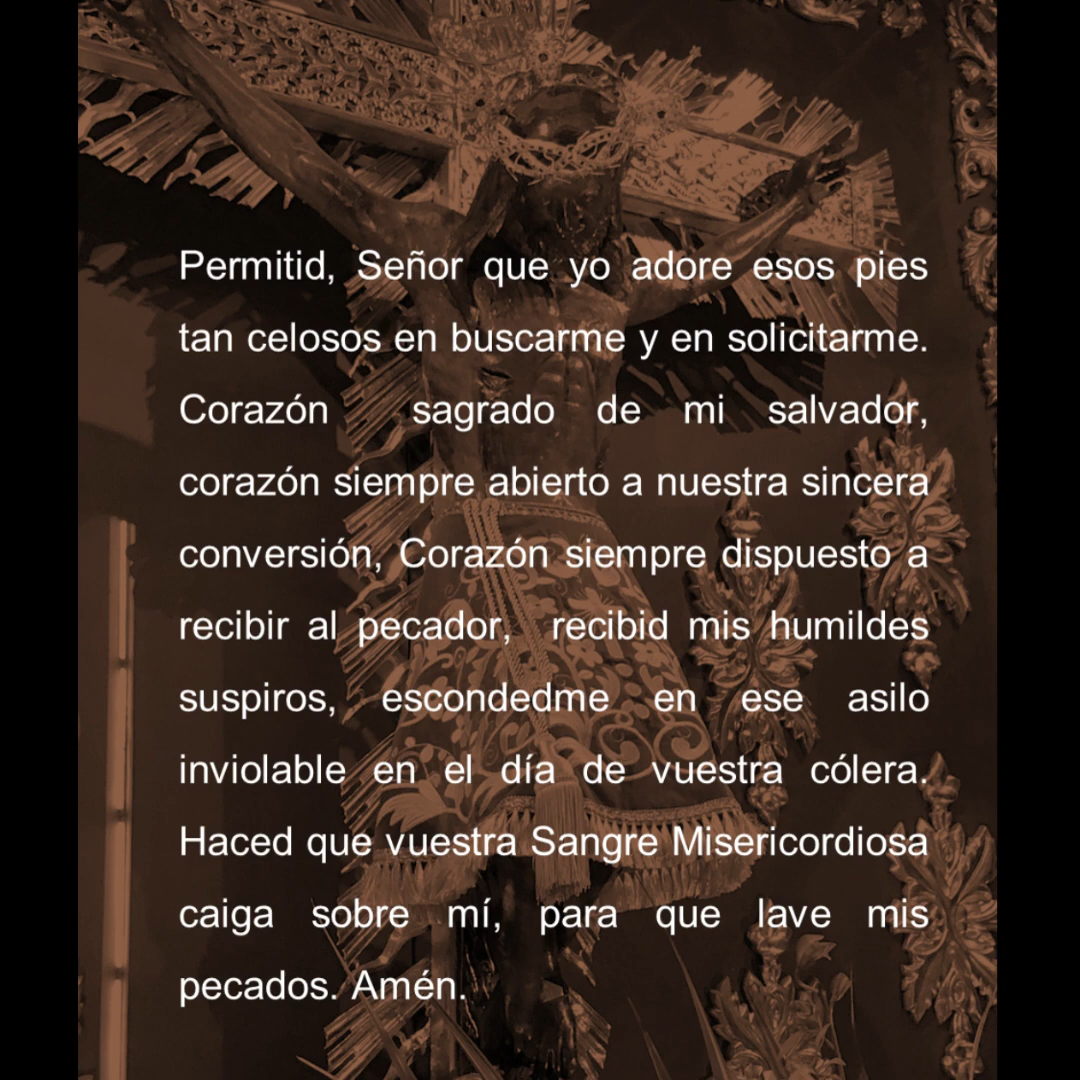 Permitid, Señor que yo adore esos pies
tan celosos en buscarme y en solicitarme.
Corazón sagrado de mi salvador,
corazón siempre abierto a nuestra sincera
conversión, Corazón siempre dispuesto a
recibir al pecador, recibid mis humildes
suspiros, escondedme en ese asilo
inviolable en el día de vuestra cólera.
Haced que vuestra Sangre Misericordiosa
caiga sobre mí, para que lave mis
pecados. Amén.